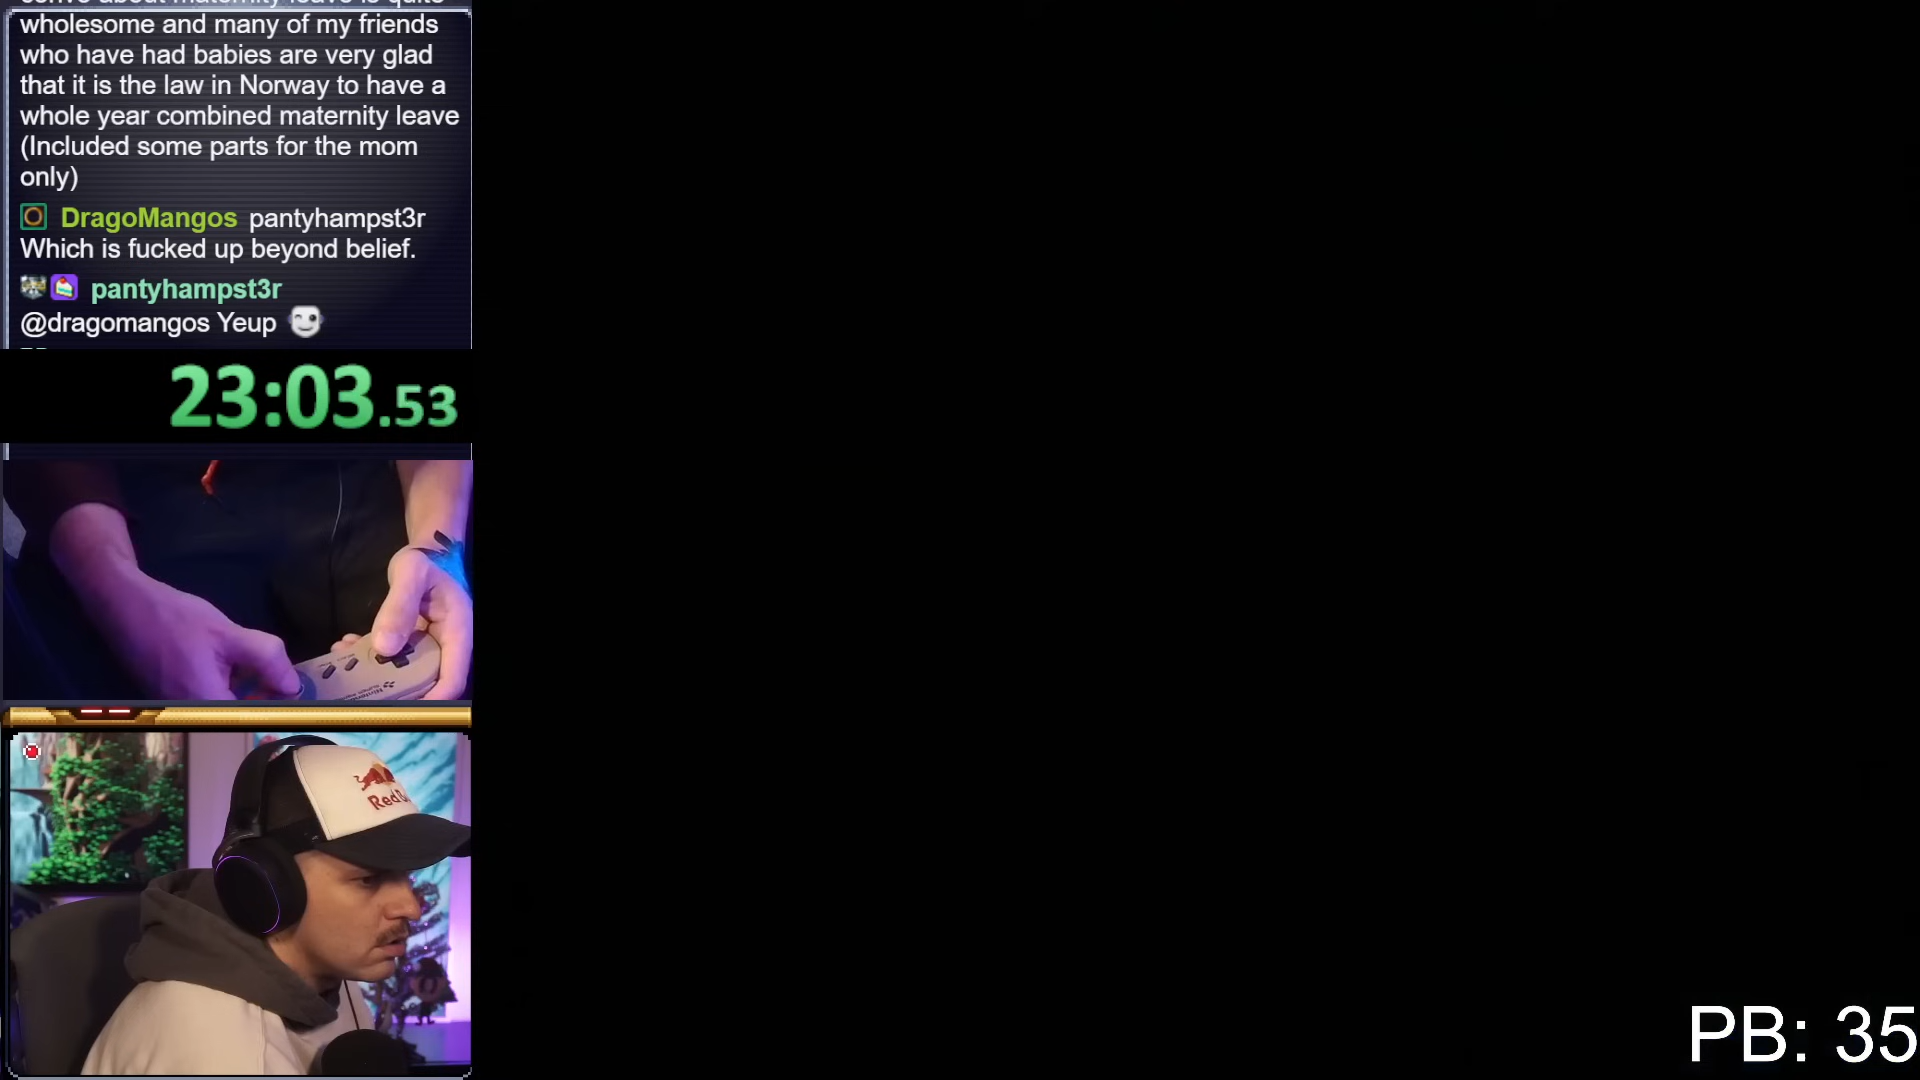 wholesome and many of my friends
who have had babies are very glad
that it is the law in Norway to have a
whole year combined maternity leave
(Included some parts for the mom
only)
DragoMangos pantyhampst3r
Which is fucked up beyond belief.
pantyhampst3r
@dragomangos Yeup
23:03.53
Red
PB: 35